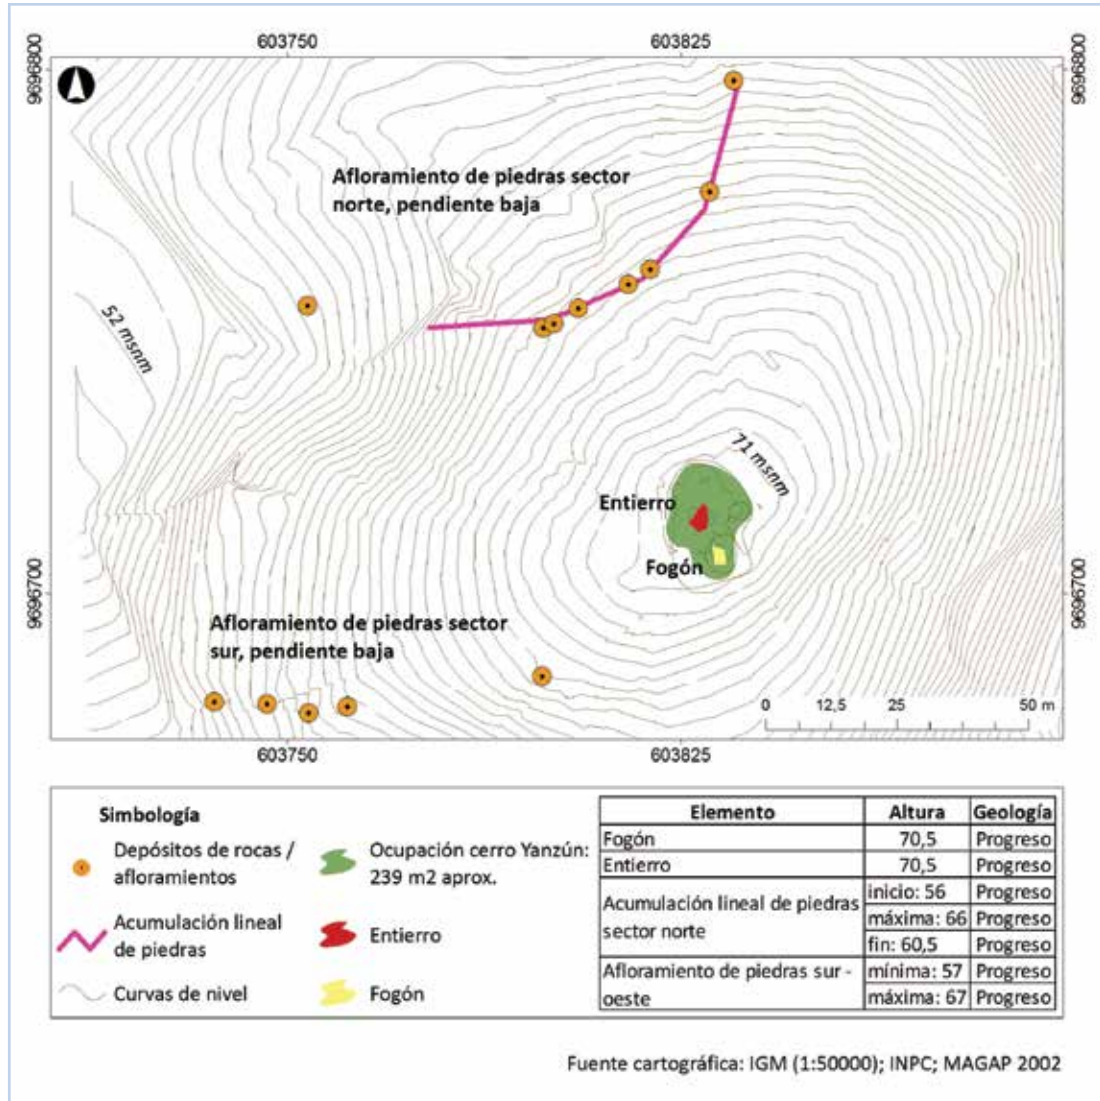 603750
603825
9696800
9696800
Afloramiento de piedras sector
norte, pendiente baja
52 msnm
71 msnm
Entierro
Fogón
9696700
9696700
Afloramiento de piedras sector
sur, pendiente baja
0 12,5 25 50 m
603750
603825
Simbología
Depósitos de rocas /
afloramientos
Acumulación lineal
de piedras
Curvas de nivel
Ocupación cerro Yanzún:
239 m2 aprox.
Entierro
Fogón
Elemento Altura Geología
Fogón 70,5 Progreso
Entierro 70,5 Progreso
Acumulación lineal de piedras
sector norte
inicio: 56 Progreso
máxima: 66 Progreso
fin: 60,5 Progreso
Afloramiento de piedras sur -
oeste
mínima: 57 Progreso
máxima: 67 Progreso
Fuente cartográfica: IGM (1:50000); INPC; MAGAP 2002